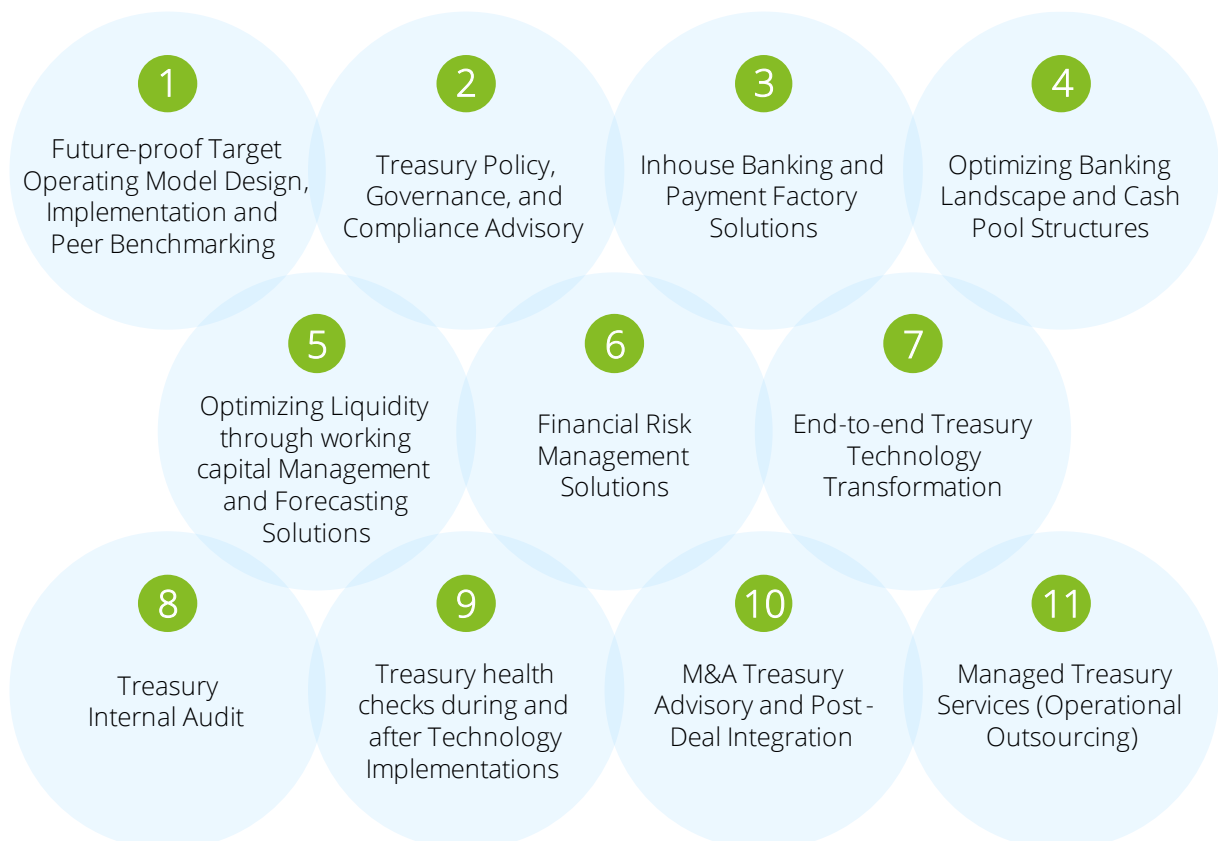 1
Future-proof Target
Operating Model Design,
Implementation and
Peer Benchmarking
2
Treasury Policy,
Governance, and
Compliance Advisory
3
Inhouse Banking and
Payment Factory
Solutions
4
Optimizing Banking
Landscape and Cash
Pool Structures
5
Optimizing Liquidity
through working
capital Management
and Forecasting
Solutions
6
Financial Risk
Management
Solutions
7
End-to-end Treasury
Technology
Transformation
8
Treasury
Internal Audit
9
Treasury health
checks during and
after Technology
Implementations
10
M&A Treasury
Advisory and Post-
Deal Integration
11
Managed Treasury
Services (Operational
Outsourcing)